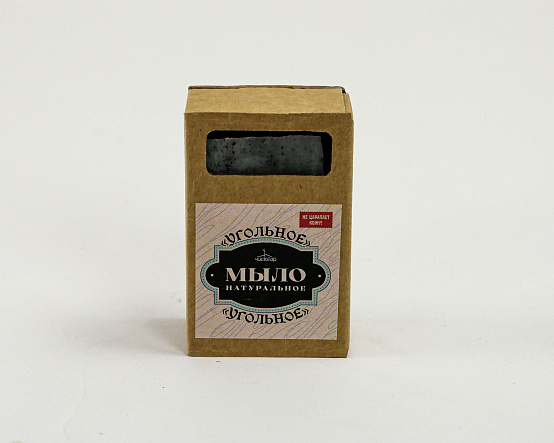 НЕ ЦАРАПАЕТ
КОЖУ!
«УГОЛЬНОЕ»
МЫЛО
НАТУРАЛЬНОЕ
«УГОЛЬНОЕ»